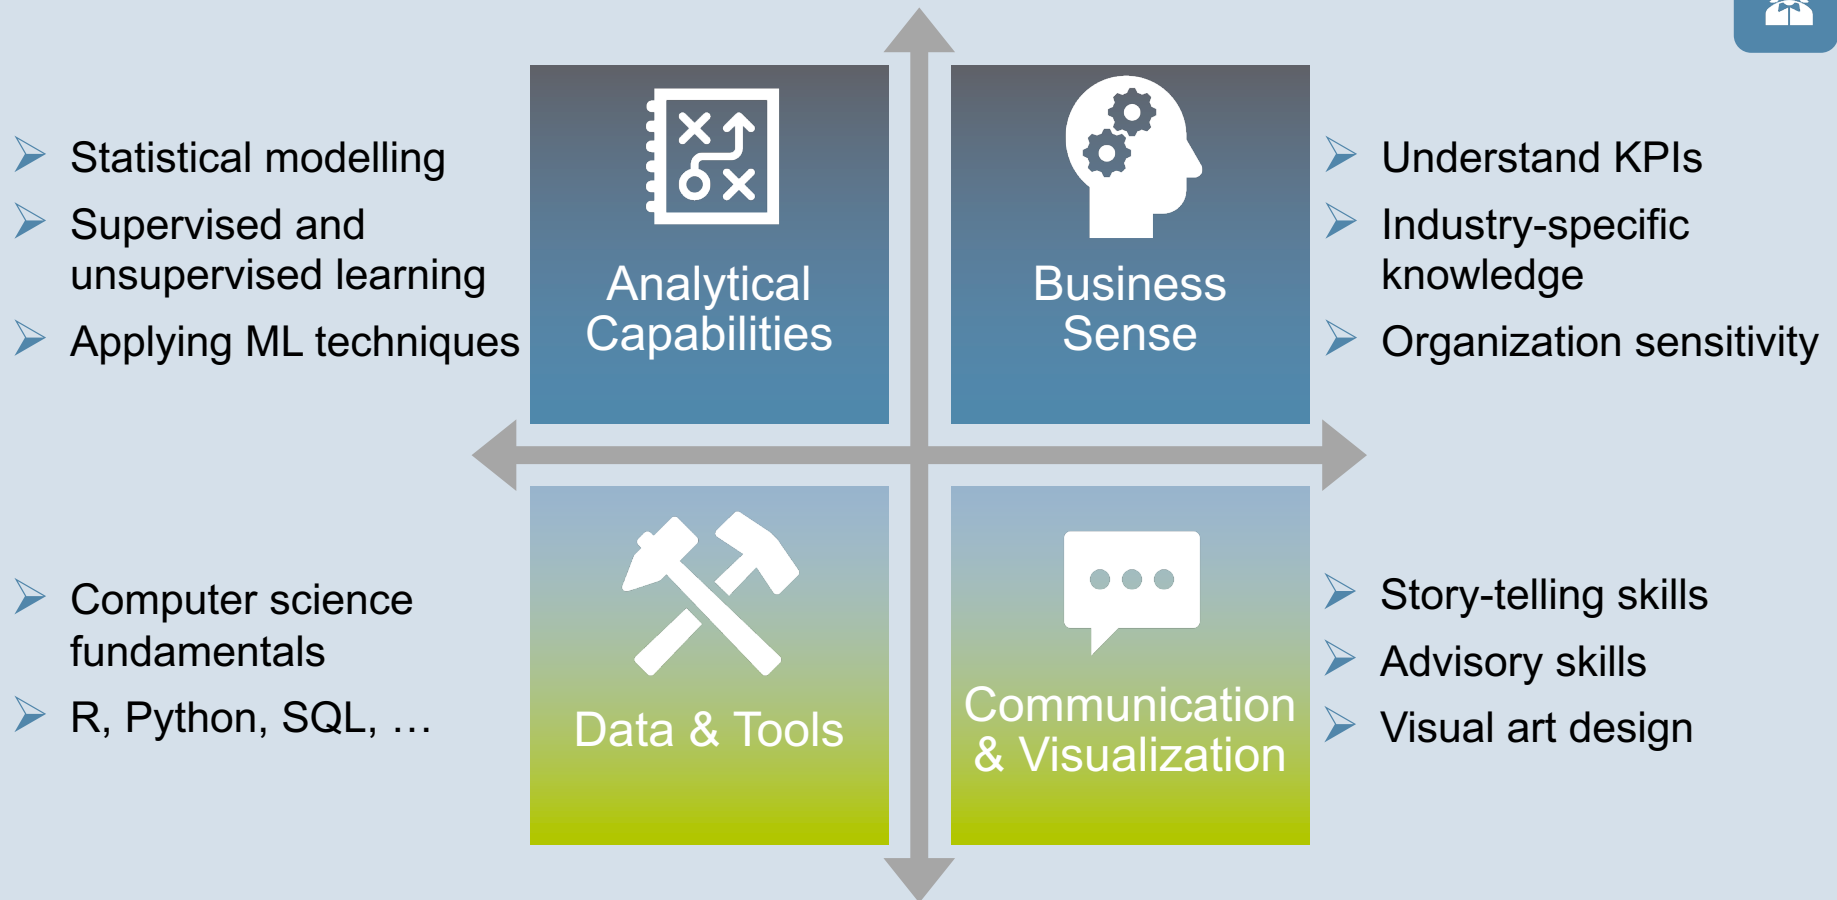 Statistical modelling
Supervised and
unsupervised learning
Applying ML techniques
Analytical
Capabilities
Business
Sense
Understand KPIs
Industry-specific
knowledge
Organization sensitivity
Computer science
fundamentals
R, Python, SQL, …
Data & Tools
Communication
& Visualization
Story-telling skills
Advisory skills
Visual art design